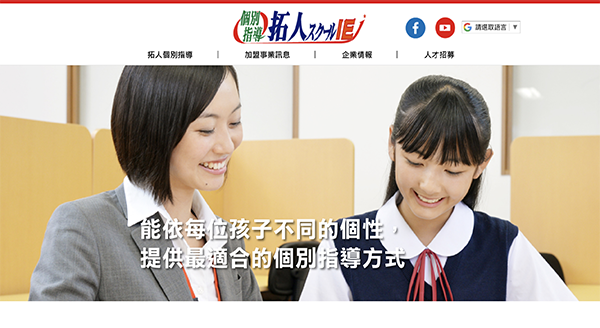 個別
指導
拓人スクールIE
請選取語言 ▼
拓人個別指導 | 加盟事業訊息 | 企業情報 | 人才招募
能依每位孩子不同的個性，
提供最適合的個別指導方式